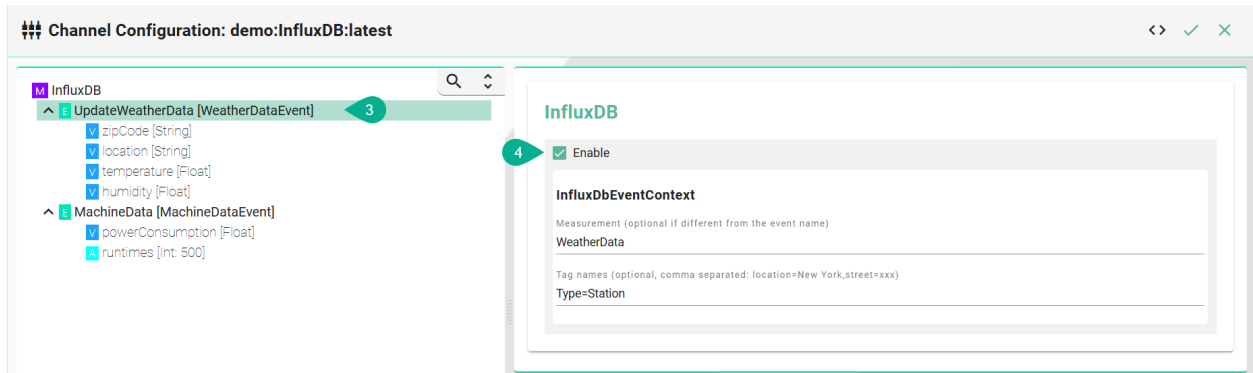 Channel Configuration: demo:InfluxDB:latest
M InfluxDB
E UpdateWeatherData [WeatherDataEvent]
3
V zipCode [String]
V location [String]
V temperature [Float]
V humidity [Float]
E MachineData [MachineDataEvent]
V powerConsumption [Float]
A runtimes [Int: 500]
InfluxDB
4
Enable
InfluxDbEventContext
Measurement (optional if different from the event name)
WeatherData
Tag names (optional, comma separated: location=New York,street=xxx)
Type=Station